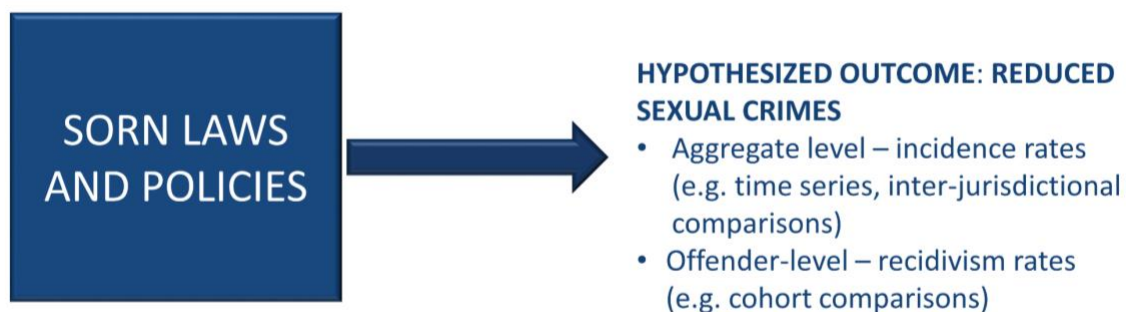 SORN LAWS
AND POLICIES
HYPOTHESIZED OUTCOME: REDUCED
SEXUAL CRIMES
• Aggregate level – incidence rates
(e.g. time series, inter-jurisdictional
comparisons)
• Offender-level – recidivism rates
(e.g. cohort comparisons)